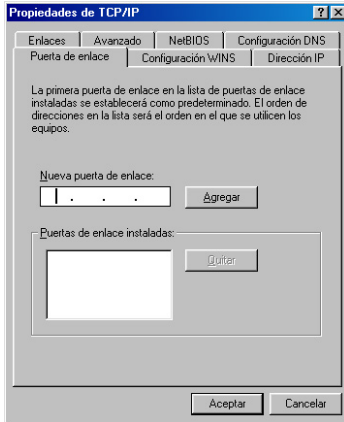 Propiedades de TCP/IP
Enlaces Avanzado NetBIOS Configuración DNS
Puerta de enlace Configuración WINS Dirección IP
La primera puerta de enlace en la lista de puertas de enlace
instaladas se establecerá como predeterminado. El orden de
direcciones en la lista será el orden en el que se utilicen los
equipos.
Nueva puerta de enlace:
. . . Agregar
Puertas de enlace instaladas:
Quitar
Aceptar Cancelar